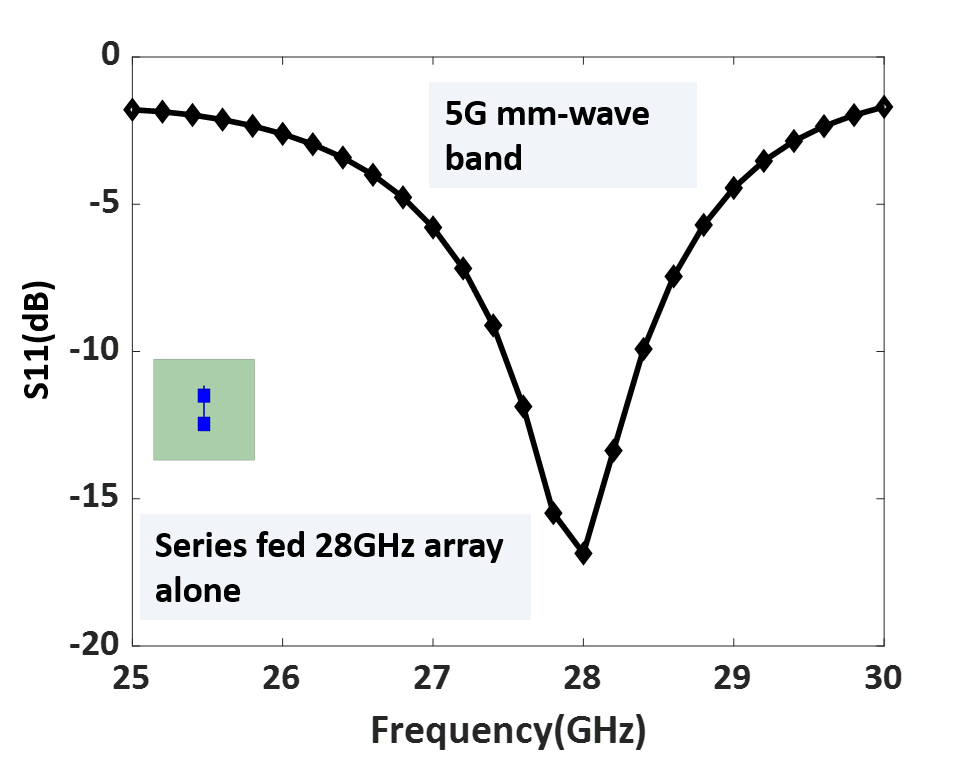 0
5G mm-wave
band
-5
S11(dB)
-10
-15
Series fed 28GHz array
alone
-20
25 26 27 28 29 30
Frequency(GHz)